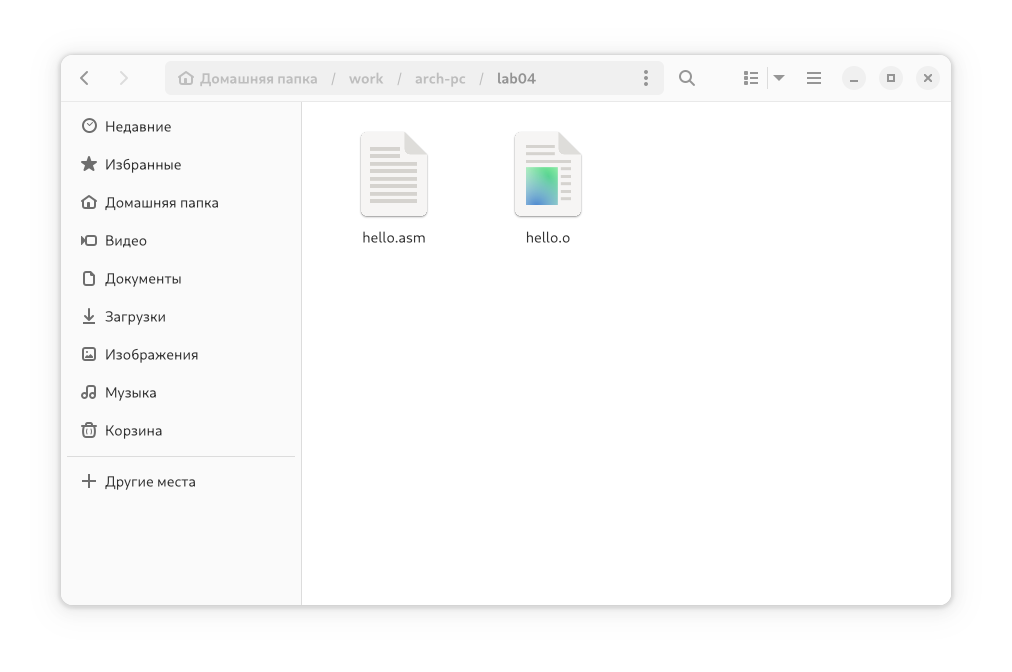 Домашняя папка / work / arch-pc / lab04
Недавние
Избранные
Домашняя папка
Видео
Документы
Загрузки
Изображения
Музыка
Корзина
Другие места
hello.asm
hello.o